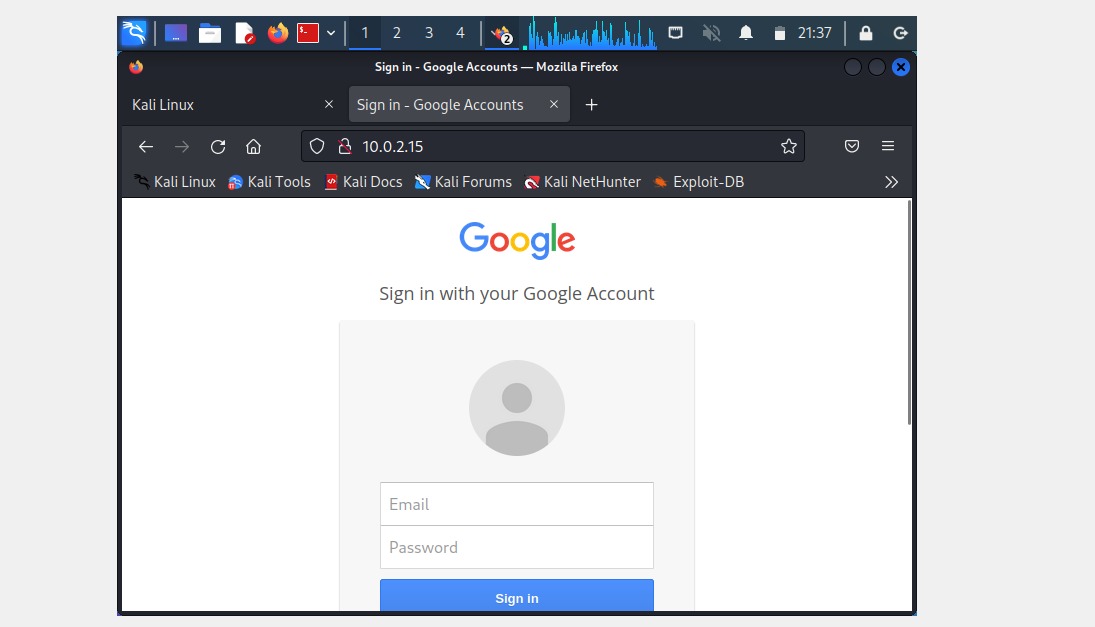 1 2 3 4 2 21:37
Sign in - Google Accounts — Mozilla Firefox
Kali Linux Sign in - Google Accounts
10.0.2.15
Kali Linux Kali Tools Kali Docs Kali Forums Kali NetHunter Exploit-DB
Google
Sign in with your Google Account
Email
Password
Sign in